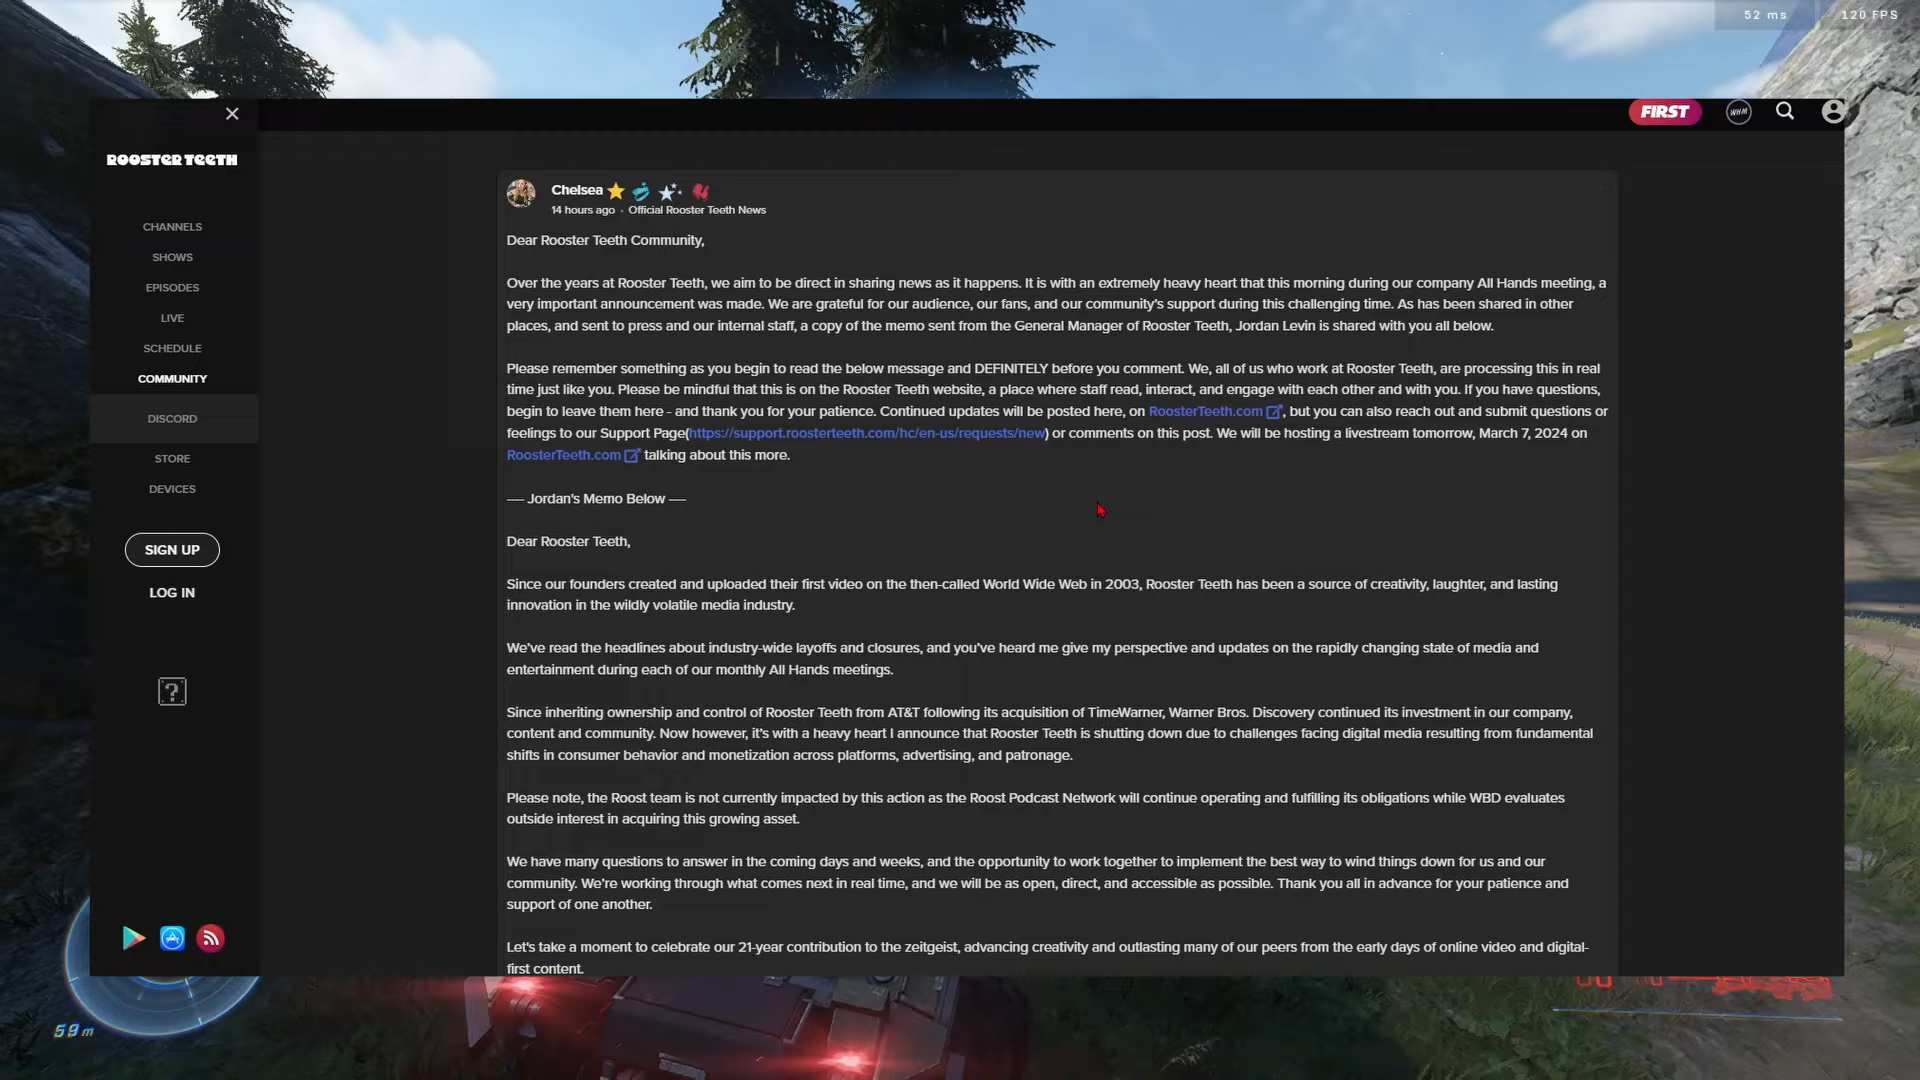 52 ms 120 FPS
FIRST
ROOSTER TEETH
CHANNELS
SHOWS
EPISODES
LIVE
SCHEDULE
COMMUNITY
DISCORD
STORE
DEVICES
SIGN UP
LOG IN
?
Chelsea
14 hours ago · Official Rooster Teeth News
Dear Rooster Teeth Community,
Over the years at Rooster Teeth, we aim to be direct in sharing news as it happens. It is with an extremely heavy heart that this morning during our company All Hands meeting, a
very important announcement was made. We are grateful for our audience, our fans, and our community's support during this challenging time. As has been shared in other
places, and sent to press and our internal staff, a copy of the memo sent from the General Manager of Rooster Teeth, Jordan Levin is shared with you all below.
Please remember something as you begin to read the below message and DEFINITELY before you comment. We, all of us who work at Rooster Teeth, are processing this in real
time just like you. Please be mindful that this is on the Rooster Teeth website, a place where staff read, interact, and engage with each other and with you. If you have questions,
begin to leave them here - and thank you for your patience. Continued updates will be posted here, on RoosterTeeth.com, but you can also reach out and submit questions or
feelings to our Support Page(https://support.roosterteeth.com/hc/en-us/requests/new) or comments on this post. We will be hosting a livestream tomorrow, March 7, 2024 on
RoosterTeeth.com talking about this more.
— Jordan's Memo Below —
Dear Rooster Teeth,
Since our founders created and uploaded their first video on the then-called World Wide Web in 2003, Rooster Teeth has been a source of creativity, laughter, and lasting
innovation in the wildly volatile media industry.
We've read the headlines about industry-wide layoffs and closures, and you've heard me give my perspective and updates on the rapidly changing state of media and
entertainment during each of our monthly All Hands meetings.
Since inheriting ownership and control of Rooster Teeth from AT&T following its acquisition of TimeWarner, Warner Bros. Discovery continued its investment in our company,
content and community. Now however, it's with a heavy heart I announce that Rooster Teeth is shutting down due to challenges facing digital media resulting from fundamental
shifts in consumer behavior and monetization across platforms, advertising, and patronage.
Please note, the Roost team is not currently impacted by this action as the Roost Podcast Network will continue operating and fulfilling its obligations while WBD evaluates
outside interest in acquiring this growing asset.
We have many questions to answer in the coming days and weeks, and the opportunity to work together to implement the best way to wind things down for us and our
community. We're working through what comes next in real time, and we will be as open, direct, and accessible as possible. Thank you all in advance for your patience and
support of one another.
Let's take a moment to celebrate our 21-year contribution to the zeitgeist, advancing creativity and outlasting many of our peers from the early days of online video and digital-
first content.
59 m